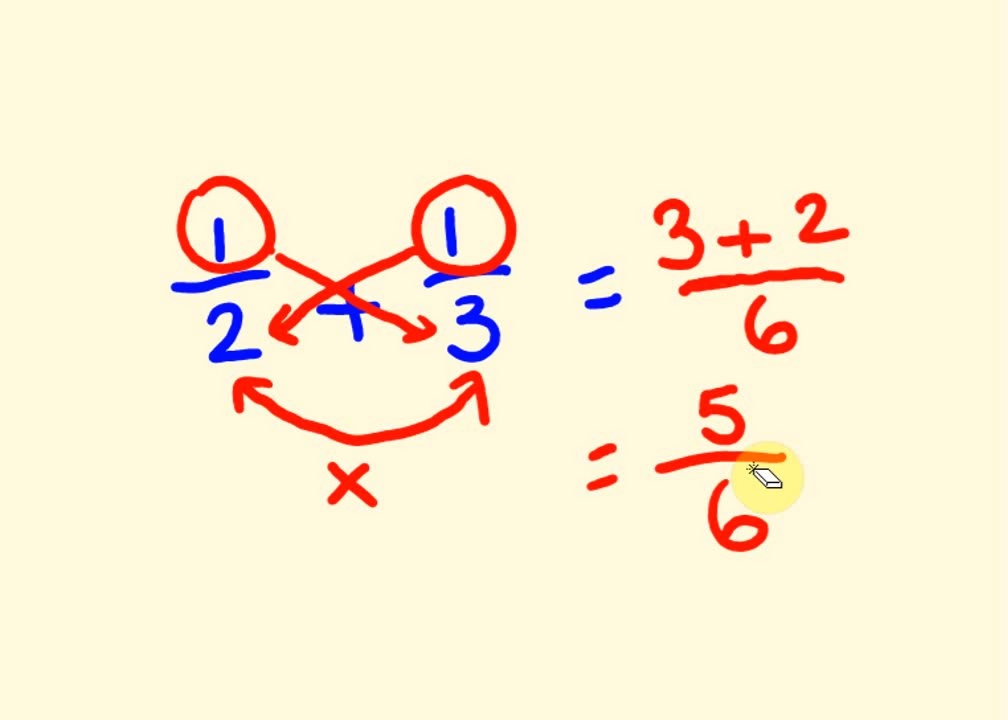 1/2 + 1/3 = (3 + 2)/6
×
= 5/6